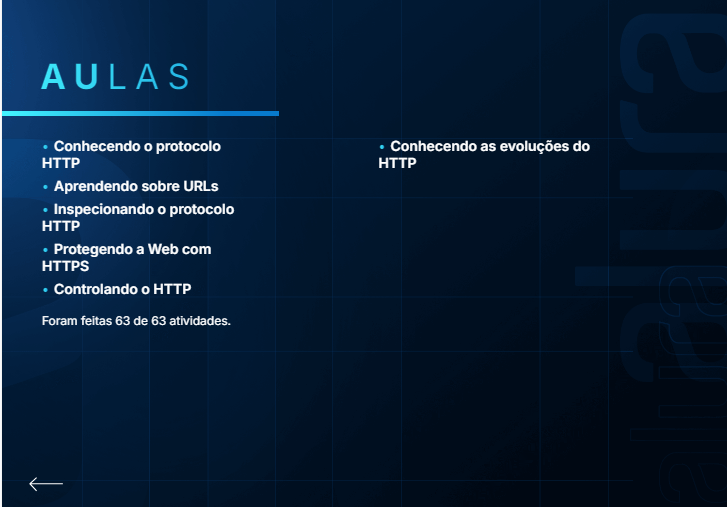 AULAS
• Conhecendo o protocolo
HTTP
• Aprendendo sobre URLs
• Inspecionando o protocolo
HTTP
• Protegendo a Web com
HTTPS
• Controlando o HTTP
Foram feitas 63 de 63 atividades.
• Conhecendo as evoluções do
HTTP
alura
alura